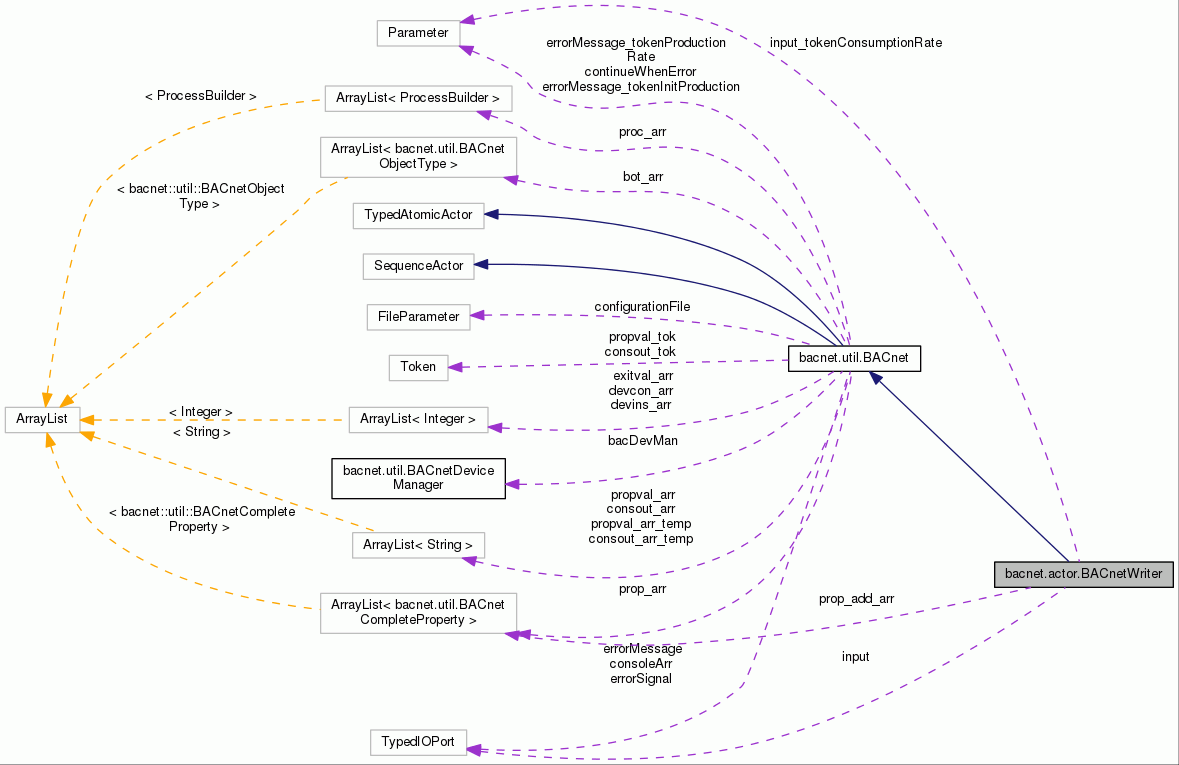 Parameter
input_tokenConsumptionRate
errorMessage_tokenProduction
Rate
continueWhenError
errorMessage_tokenInitProduction
< ProcessBuilder >
ArrayList< ProcessBuilder >
proc_arr
ArrayList< bacnet.util.BACnet
ObjectType >
bot_arr
< bacnet::util::BACnetObject
Type >
TypedAtomicActor
SequenceActor
FileParameter
configurationFile
propval_tok
consout_tok
Token
bacnet.util.BACnet
exitval_arr
devcon_arr
devins_arr
ArrayList
< Integer >
< String >
ArrayList< Integer >
bacDevMan
bacnet.util.BACnetDevice
Manager
propval_arr
consout_arr
propval_arr_temp
consout_arr_temp
< bacnet::util::BACnetComplete
Property >
ArrayList< String >
bacnet.actor.BACnetWriter
prop_arr
prop_add_arr
ArrayList< bacnet.util.BACnet
CompleteProperty >
errorMessage
consoleArr
errorSignal
input
TypedIOPort